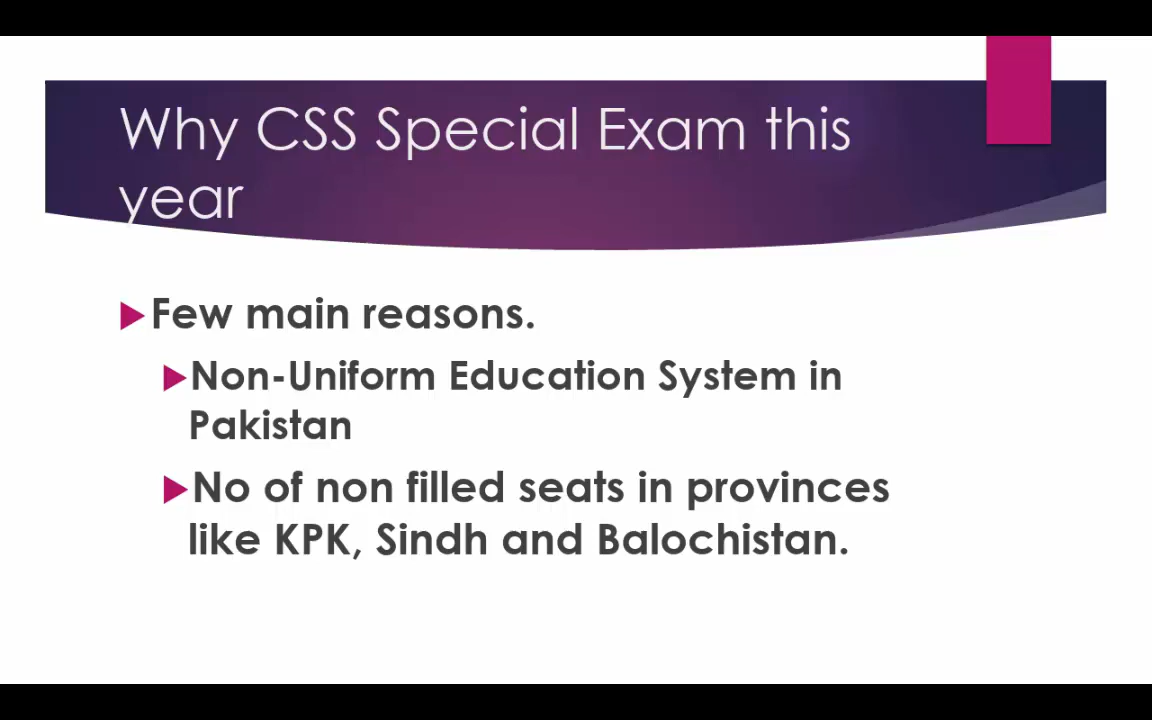 Why CSS Special Exam this
year
Few main reasons.
Non-Uniform Education System in
Pakistan
No of non filled seats in provinces
like KPK, Sindh and Balochistan.